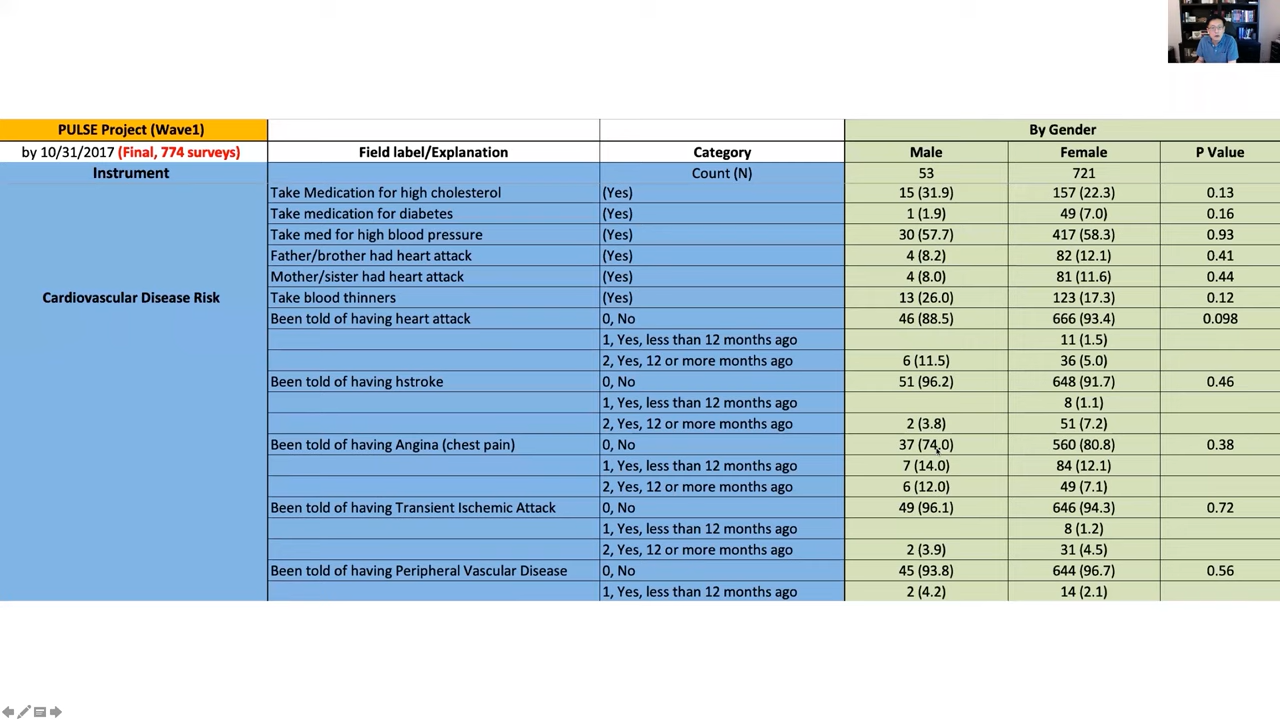 PULSE Project (Wave1) By Gender
by 10/31/2017 (Final, 774 surveys) Field label/Explanation Category Male Female P Value
Instrument Count (N) 53 721
Take Medication for high cholesterol (Yes) 15 (31.9) 157 (22.3) 0.13
Take medication for diabetes (Yes) 1 (1.9) 49 (7.0) 0.16
Take med for high blood pressure (Yes) 30 (57.7) 417 (58.3) 0.93
Father/brother had heart attack (Yes) 4 (8.2) 82 (12.1) 0.41
Mother/sister had heart attack (Yes) 4 (8.0) 81 (11.6) 0.44
Cardiovascular Disease Risk Take blood thinners (Yes) 13 (26.0) 123 (17.3) 0.12
Been told of having heart attack 0, No 46 (88.5) 666 (93.4) 0.098
1, Yes, less than 12 months ago 11 (1.5)
2, Yes, 12 or more months ago 6 (11.5) 36 (5.0)
Been told of having hstroke 0, No 51 (96.2) 648 (91.7) 0.46
1, Yes, less than 12 months ago 8 (1.1)
2, Yes, 12 or more months ago 2 (3.8) 51 (7.2)
Been told of having Angina (chest pain) 0, No 37 (74.0) 560 (80.8) 0.38
1, Yes, less than 12 months ago 7 (14.0) 84 (12.1)
2, Yes, 12 or more months ago 6 (12.0) 49 (7.1)
Been told of having Transient Ischemic Attack 0, No 49 (96.1) 646 (94.3) 0.72
1, Yes, less than 12 months ago 8 (1.2)
2, Yes, 12 or more months ago 2 (3.9) 31 (4.5)
Been told of having Peripheral Vascular Disease 0, No 45 (93.8) 644 (96.7) 0.56
1, Yes, less than 12 months ago 2 (4.2) 14 (2.1)